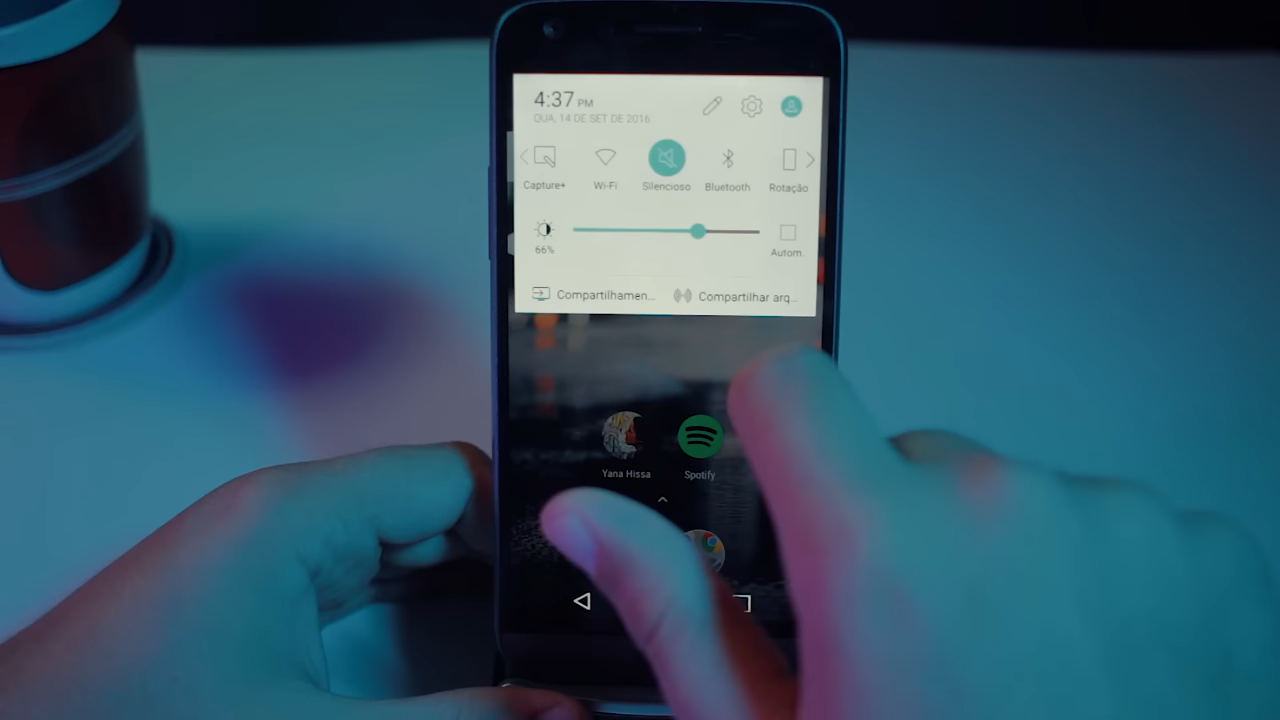 4:37 PM
QUA, 14 DE SET DE 2016
Capture+ Wi-Fi Silencioso Bluetooth Rotação
66% Autom.
Compartilhamen... Compartilhar arq...
Yana Hissa Spotify